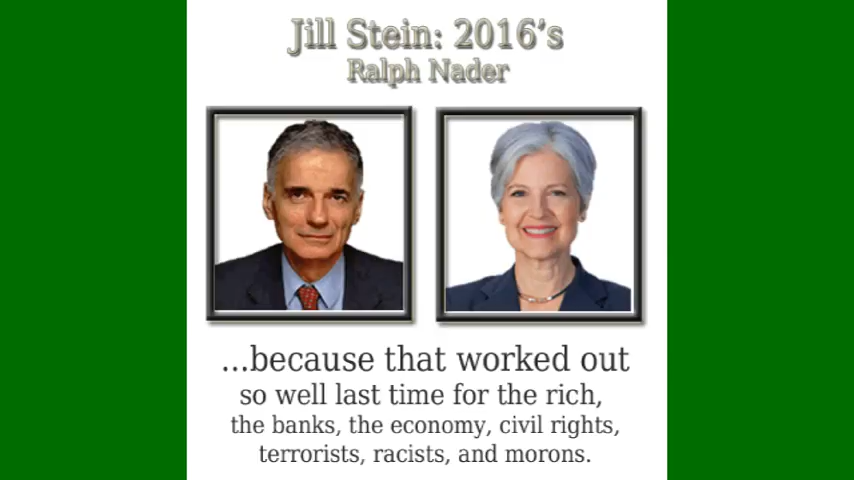 Jill Stein: 2016's
Ralph Nader
...because that worked out
so well last time for the rich,
the banks, the economy, civil rights,
terrorists, racists, and morons.